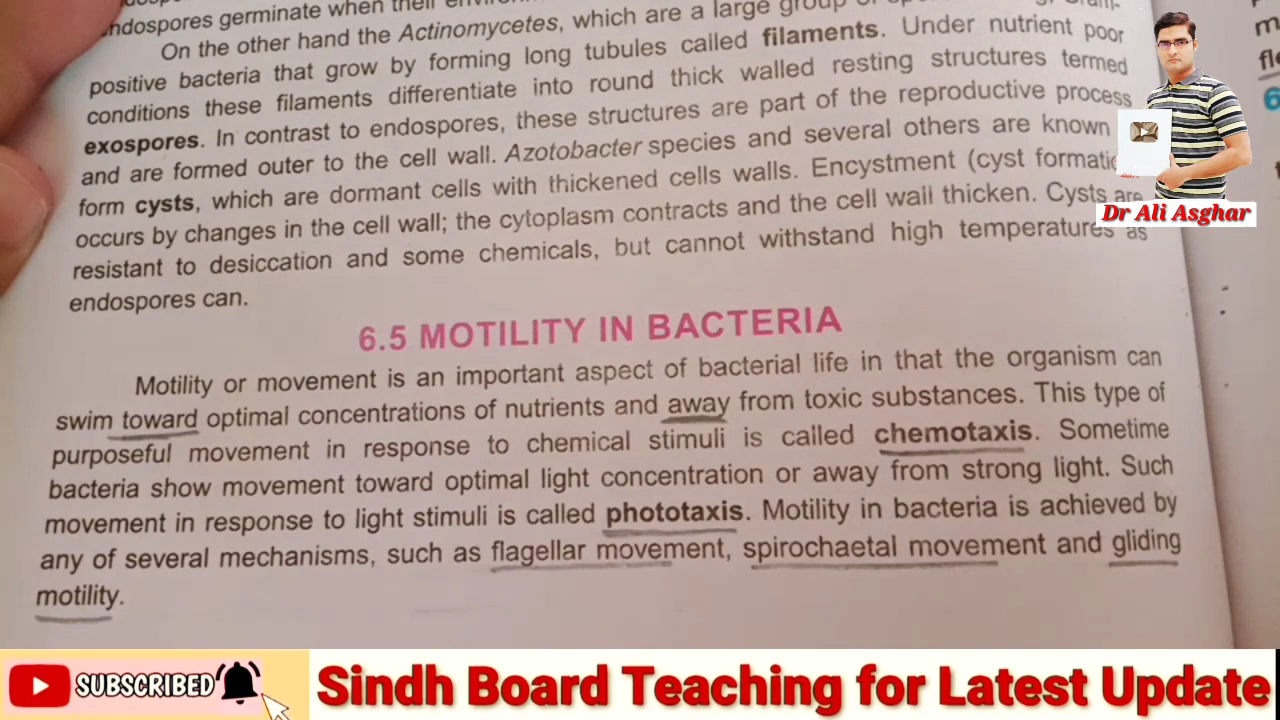 endospores germinate when their
On the other hand the Actinomycetes, which are a large group of
positive bacteria that grow by forming long tubules called filaments. Under nutrient poor
conditions these filaments differentiate into round thick walled resting structures termed
exospores. In contrast to endospores, these structures are part of the reproductive process
and are formed outer to the cell wall. Azotobacter species and several others are known
form cysts, which are dormant cells with thickened cells walls. Encystment (cyst formatio
occurs by changes in the cell wall; the cytoplasm contracts and the cell wall thicken. Cysts are
resistant to desiccation and some chemicals, but cannot withstand high temperatures as
endospores can.
6.5 MOTILITY IN BACTERIA
Motility or movement is an important aspect of bacterial life in that the organism can
swim toward optimal concentrations of nutrients and away from toxic substances. This type of
purposeful movement in response to chemical stimuli is called chemotaxis. Sometime
bacteria show movement toward optimal light concentration or away from strong light. Such
movement in response to light stimuli is called phototaxis. Motility in bacteria is achieved by
any of several mechanisms, such as flagellar movement, spirochaetal movement and gliding
motility.
Dr Ali Asghar
SUBSCRIBED
Sindh Board Teaching for Latest Update